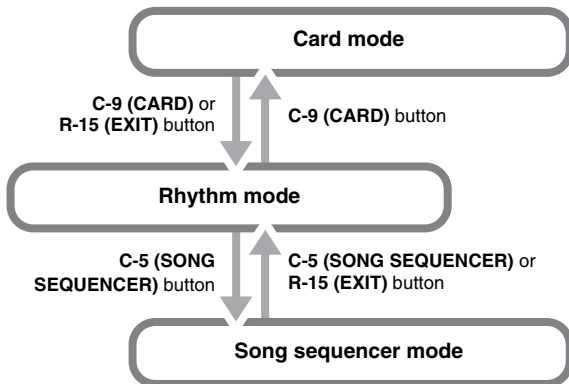 Card mode
C-9 (CARD) or
R-15 (EXIT) button
C-9 (CARD) button
Rhythm mode
C-5 (SONG
SEQUENCER) button
C-5 (SONG SEQUENCER) or
R-15 (EXIT) button
Song sequencer mode